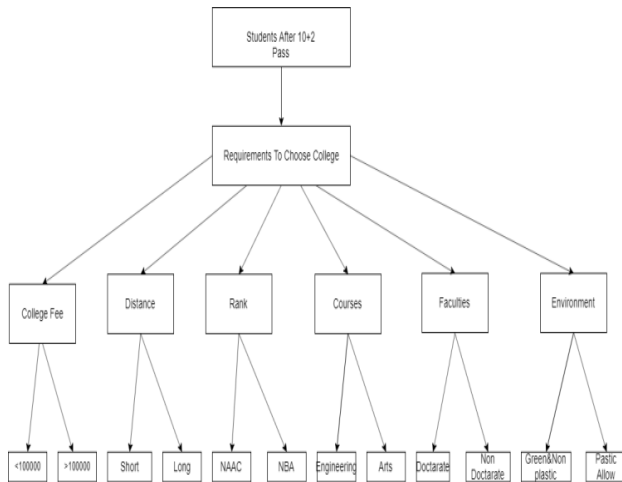 Students After 10+2
Pass
Requirements To Choose College
College Fee
Distance
Rank
Courses
Faculties
Environment
<100000
>100000
Short
Long
NAAC
NBA
Engineering
Arts
Doctarate
Non
Doctarate
Green&Non
plastic
Pastic
Allow